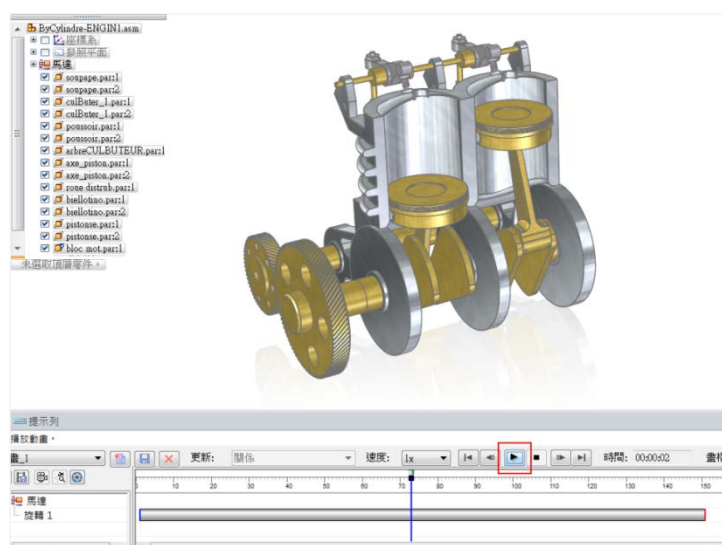 ByCylindre-ENGIN1.asm
座標系
參照平面
馬達
soupape.par:1
soupape.par:2
culButer_1.par:1
culButer_1.par:2
poussoir.par:1
poussoir.par:2
arbreCULBUTEUR.par:1
axe_piston.par:1
axe_piston.par:2
roue distrub.par:1
biellotino.par:1
biellotino.par:2
pistonse.par:1
pistonse.par:2
bloc mot.par:1
未選取頂層零件。
提示列
播放動畫。
畫_1 更新: 關係 速度: 1x 時間: 00:00:02 畫格
10 20 30 40 50 60 70 80 90 100 110 120 130 140 150
馬達
旋轉 1